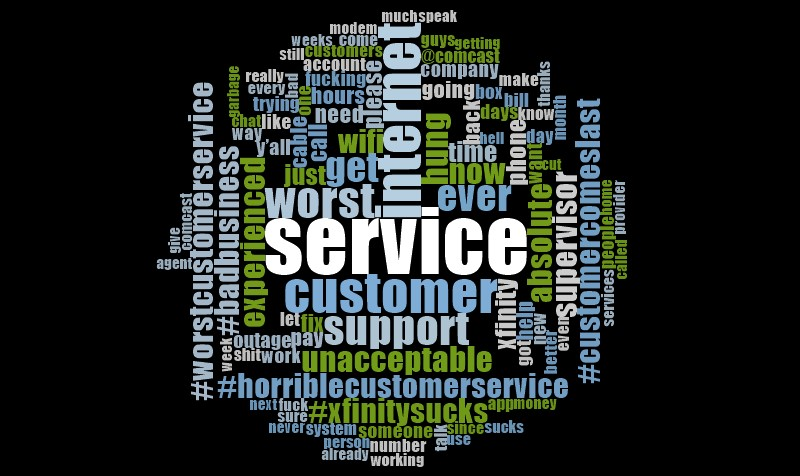 muchspeak
modem
weeks come
guys getting
still customers
@comcast
account
company
really
fucking
please
internet
going
make
thanks
garbage
every
bad
one
hours
box
bill
month
trying
need
back
days know
chat like
cable
call
wifi
hung
hell
phone
day
way
y'all
time
want
cut
just
get
now
#worstcustomerservice
#badbusiness
experienced
worst
ever
absolute
supervisor
#customercomeslast
people home
provider
give
comcast
agent
service
called
services
customer
xfinity
let
fix
support
got
help
new
even
better
outage
pay
week
shit
work
unacceptable
#horriblecustomerservice
next
fuck
#xfinitysucks
app
money
sure
never
system
someone
since
sucks
talk
use
person
number
already
working